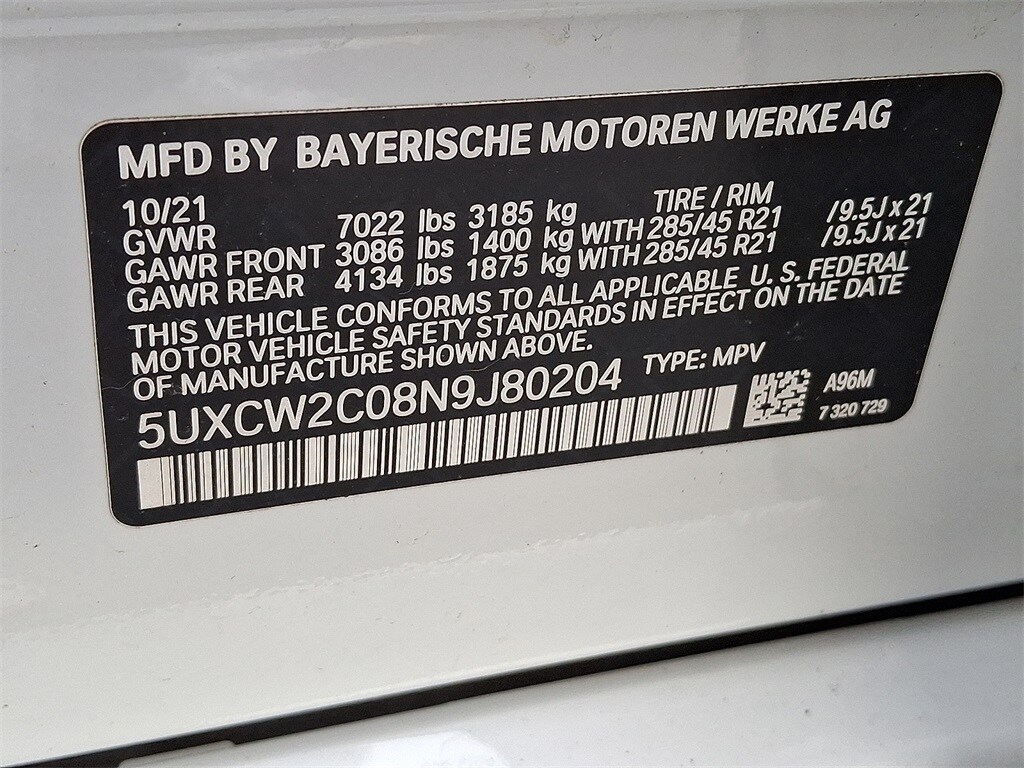 MFD BY BAYERISCHE MOTOREN WERKE AG
10/21 TIRE / RIM
GVWR 7022 lbs 3185 kg
GAWR FRONT 3086 lbs 1400 kg WITH 285/45 R21 /9.5J x 21
GAWR REAR 4134 lbs 1875 kg WITH 285/45 R21 /9.5J x 21
THIS VEHICLE CONFORMS TO ALL APPLICABLE U. S. FEDERAL
MOTOR VEHICLE SAFETY STANDARDS IN EFFECT ON THE DATE
OF MANUFACTURE SHOWN ABOVE.
5UXCW2C08N9J80204 TYPE: MPV
A96M
7 320 729